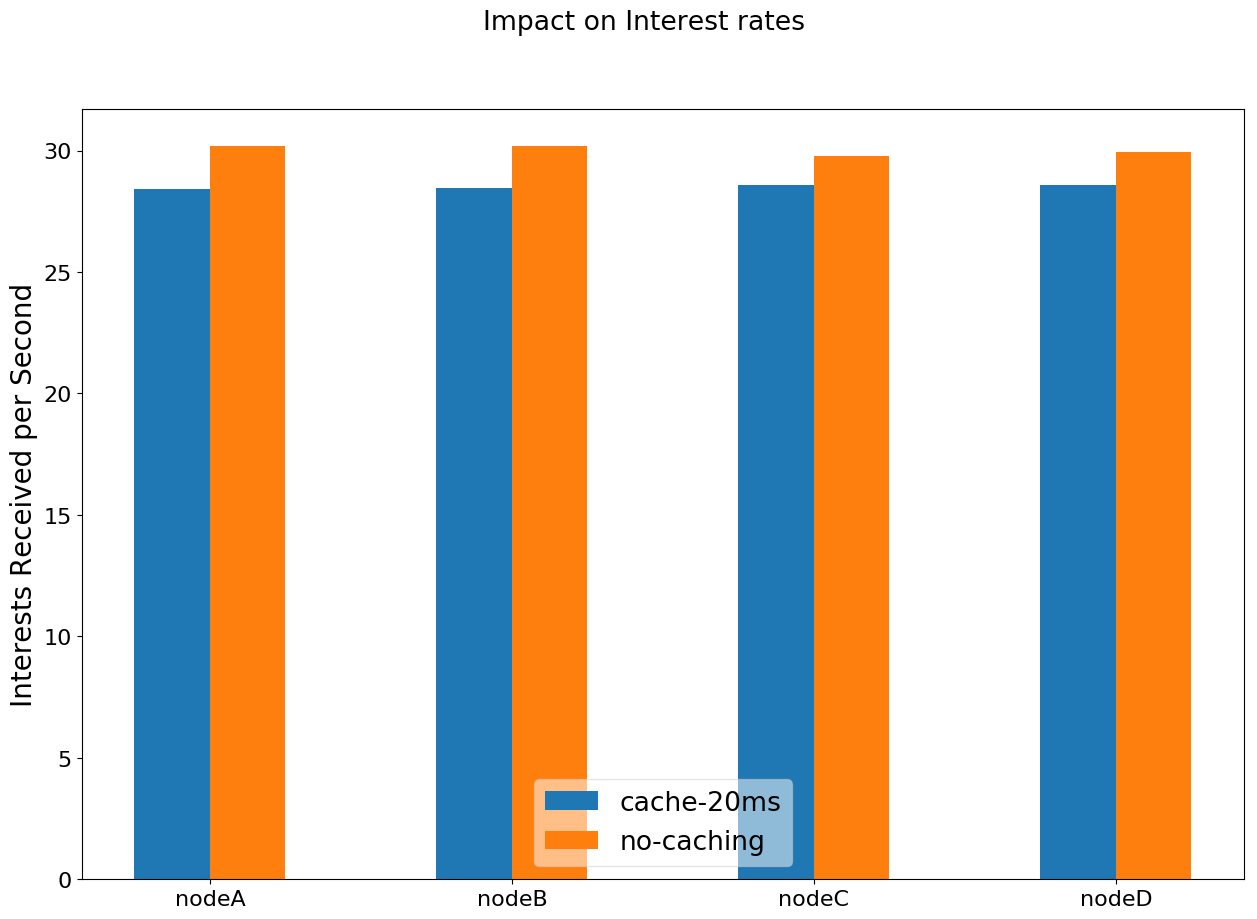 Impact on Interest rates
Interests Received per Second
30
25
20
15
10
5
0
cache-20ms
no-caching
nodeA
nodeB
nodeC
nodeD